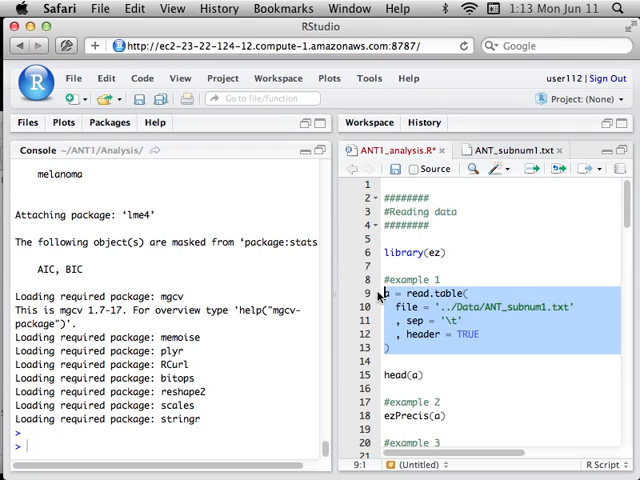 Safari File Edit View History Bookmarks Window Help 1:13 Mon Jun 11
RStudio
http://ec2-23-22-124-12.compute-1.amazonaws.com:8787/ Google
R File Edit Code View Project Workspace Plots Tools Help user112 | Sign Out
Go to file/function Project: (None)
Files Plots Packages Help
Workspace History
Console ~/ANT1/Analysis/
melanoma
Attaching package: ‘lme4’
The following object(s) are masked from ‘package:stats
AIC, BIC
Loading required package: mgcv
This is mgcv 1.7-17. For overview type 'help("mgcv-
package")'.
Loading required package: memoise
Loading required package: plyr
Loading required package: RCurl
Loading required package: bitops
Loading required package: reshape2
Loading required package: scales
Loading required package: stringr
>
>
ANT1_analysis.R* ANT_subnum1.txt
Source
1
2 ########
3 #Reading data
4 ########
5
6 library(ez)
7
8 #example 1
9 a = read.table(
10 file = '../Data/ANT_subnum1.txt'
11 , sep = '\t'
12 , header = TRUE
13 )
14
15 head(a)
16
17 #example 2
18 ezPrecis(a)
19
20 #example 3
21
9:1 (Untitled) R Script